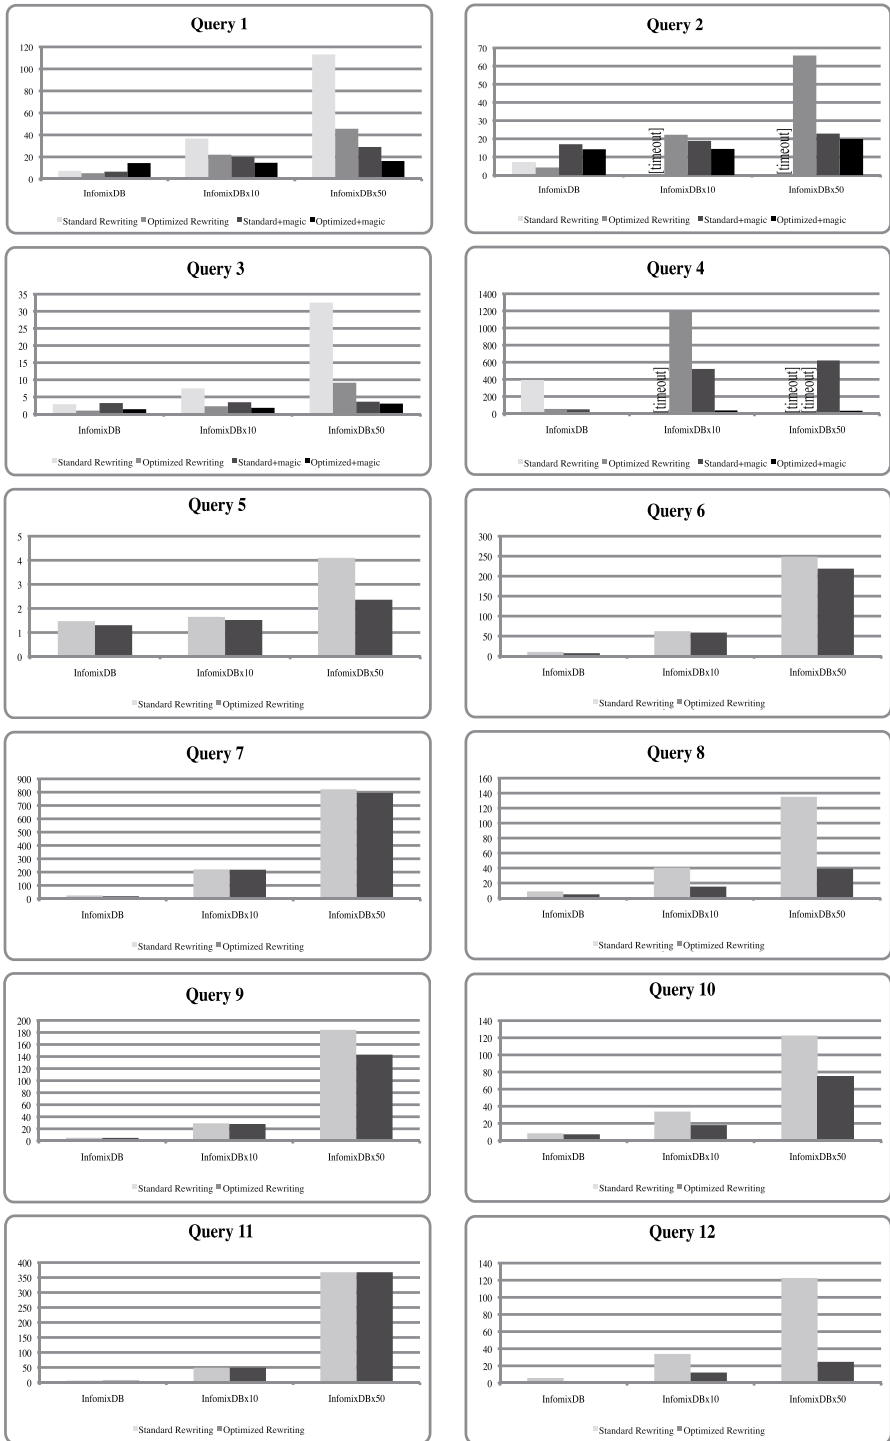 Query 1
120
100
80
60
40
20
0
InfomixDB InfomixDBx10 InfomixDBx50
Standard Rewriting Optimized Rewriting Standard+magic Optimized+magic
Query 2
70
60
50
40
30
20
10
0
[timeout] [timeout]
InfomixDB InfomixDBx10 InfomixDBx50
Standard Rewriting Optimized Rewriting Standard+magic Optimized+magic
Query 3
35
30
25
20
15
10
5
0
InfomixDB InfomixDBx10 InfomixDBx50
Standard Rewriting Optimized Rewriting Standard+magic Optimized+magic
Query 4
1400
1200
1000
800
600
400
200
0
[timeout] [timeout] [timeout]
InfomixDB InfomixDBx10 InfomixDBx50
Standard Rewriting Optimized Rewriting Standard+magic Optimized+magic
Query 5
5
4
3
2
1
0
InfomixDB InfomixDBx10 InfomixDBx50
Standard Rewriting Optimized Rewriting
Query 6
300
250
200
150
100
50
0
InfomixDB InfomixDBx10 InfomixDBx50
Standard Rewriting Optimized Rewriting
Query 7
900
800
700
600
500
400
300
200
100
0
InfomixDB InfomixDBx10 InfomixDBx50
Standard Rewriting Optimized Rewriting
Query 8
160
140
120
100
80
60
40
20
0
InfomixDB InfomixDBx10 InfomixDBx50
Standard Rewriting Optimized Rewriting
Query 9
200
180
160
140
120
100
80
60
40
20
0
InfomixDB InfomixDBx10 InfomixDBx50
Standard Rewriting Optimized Rewriting
Query 10
140
120
100
80
60
40
20
0
InfomixDB InfomixDBx10 InfomixDBx50
Standard Rewriting Optimized Rewriting
Query 11
400
350
300
250
200
150
100
50
0
InfomixDB InfomixDBx10 InfomixDBx50
Standard Rewriting Optimized Rewriting
Query 12
140
120
100
80
60
40
20
0
InfomixDB InfomixDBx10 InfomixDBx50
Standard Rewriting Optimized Rewriting